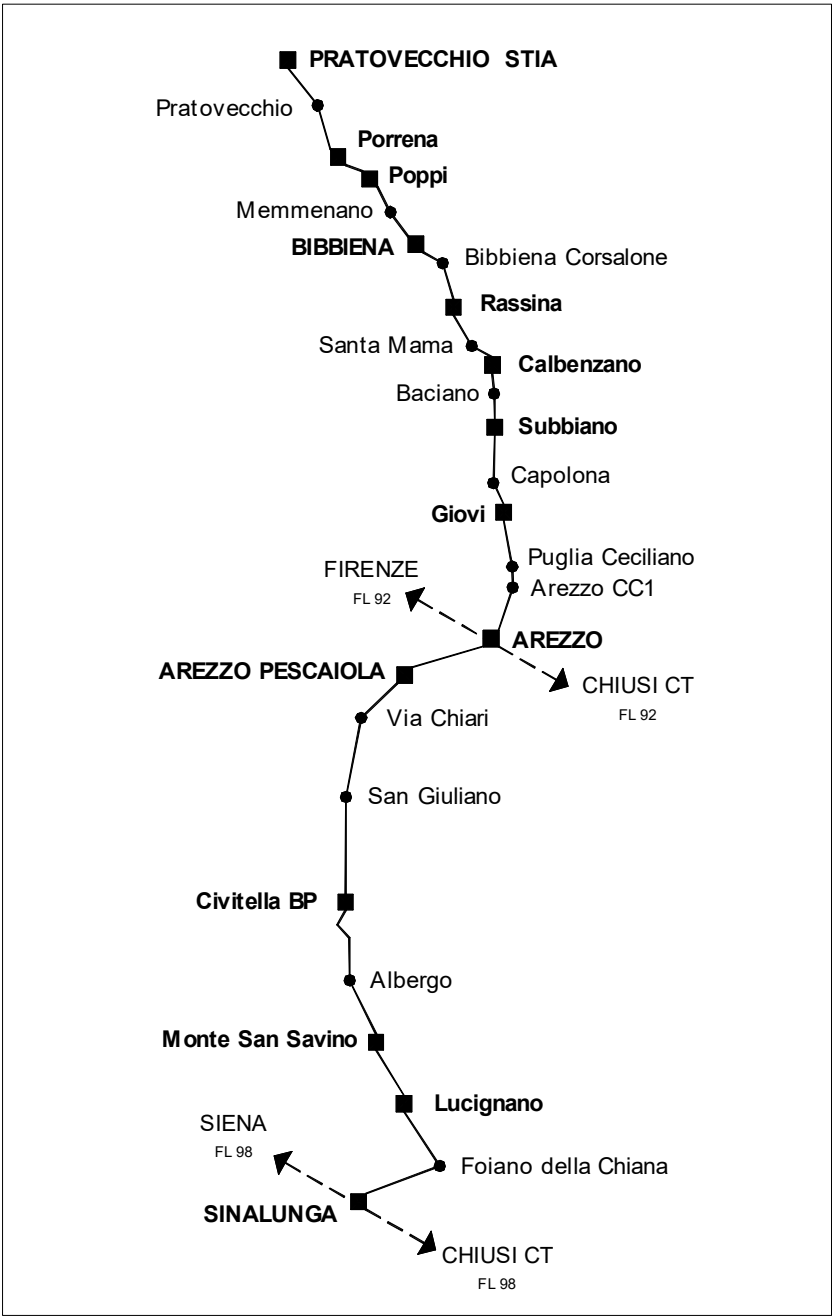 PRATOVECCHIO STIA
Pratovecchio
Porrena
Poppi
Memmenano
BIBBIENA
Bibbiena Corsalone
Rassina
Santa Mama
Calbenzano
Baciano
Subbiano
Capolona
Giovi
Puglia Ceciliano
FIRENZE
FL 92
Arezzo CC1
AREZZO
AREZZO PESCAIOLA
CHIUSI CT
FL 92
Via Chiari
San Giuliano
Civitella BP
Albergo
Monte San Savino
Lucignano
SIENA
FL 98
Foiano della Chiana
SINALUNGA
CHIUSI CT
FL 98